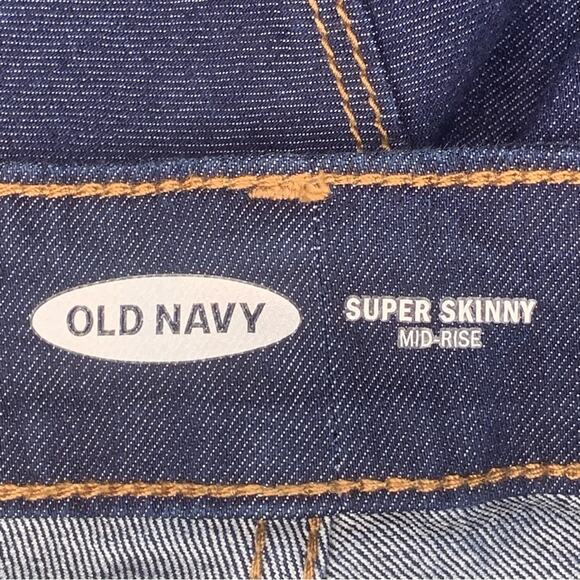 OLD NAVY
SUPER SKINNY
MID-RISE